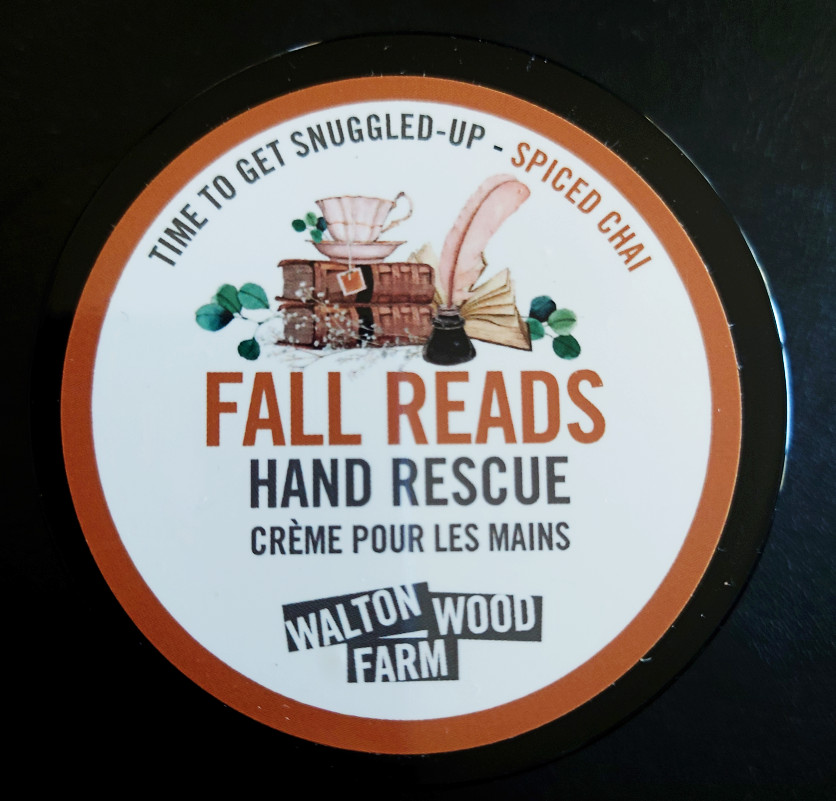 TIME TO GET SNUGGLED-UP - SPICED CHAI
FALL READS
HAND RESCUE
CRÈME POUR LES MAINS
WALTON WOOD
FARM